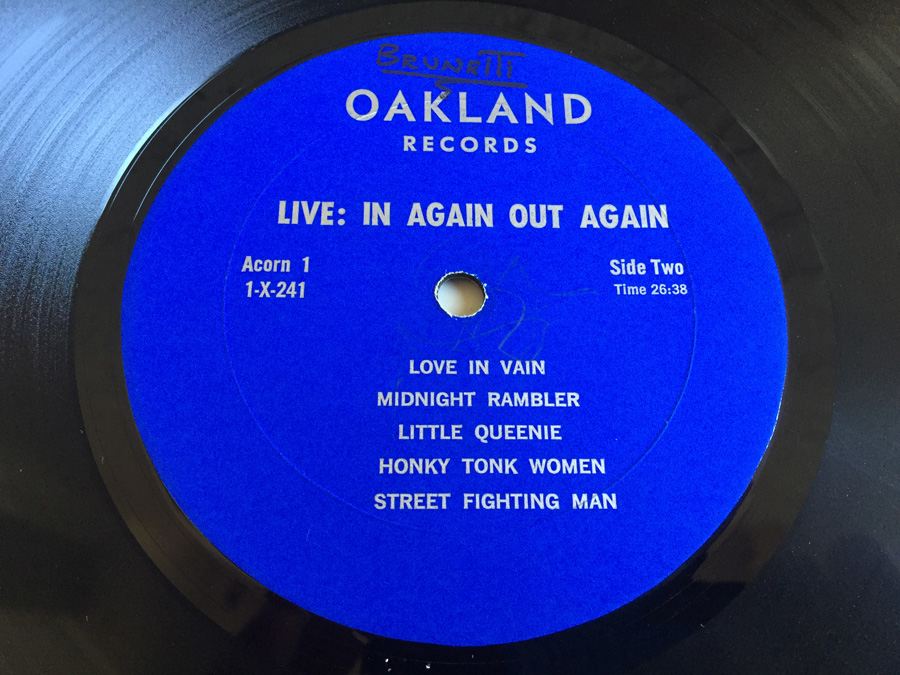 OAKLAND
RECORDS
LIVE: IN AGAIN OUT AGAIN
Acorn 1
1-X-241
Side Two
Time 26:38
LOVE IN VAIN
MIDNIGHT RAMBLER
LITTLE QUEENIE
HONKY TONK WOMEN
STREET FIGHTING MAN